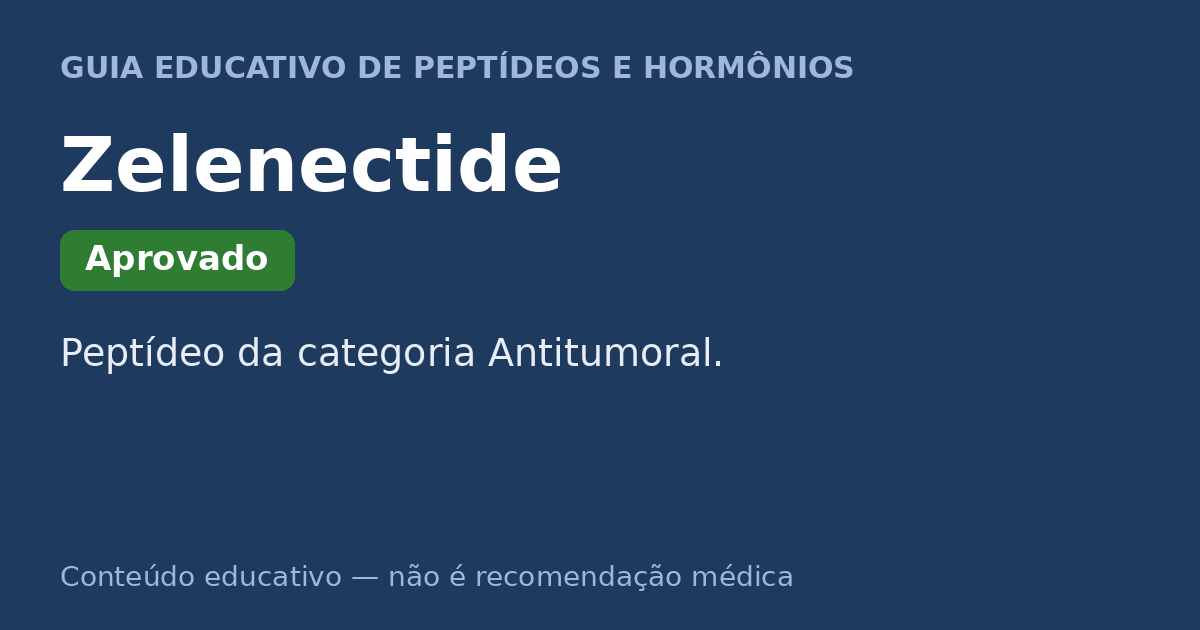 GUIA EDUCATIVO DE PEPTÍDEOS E HORMÔNIOS
Zelenectide
Aprovado
Peptídeo da categoria Antitumoral.
Conteúdo educativo — não é recomendação médica